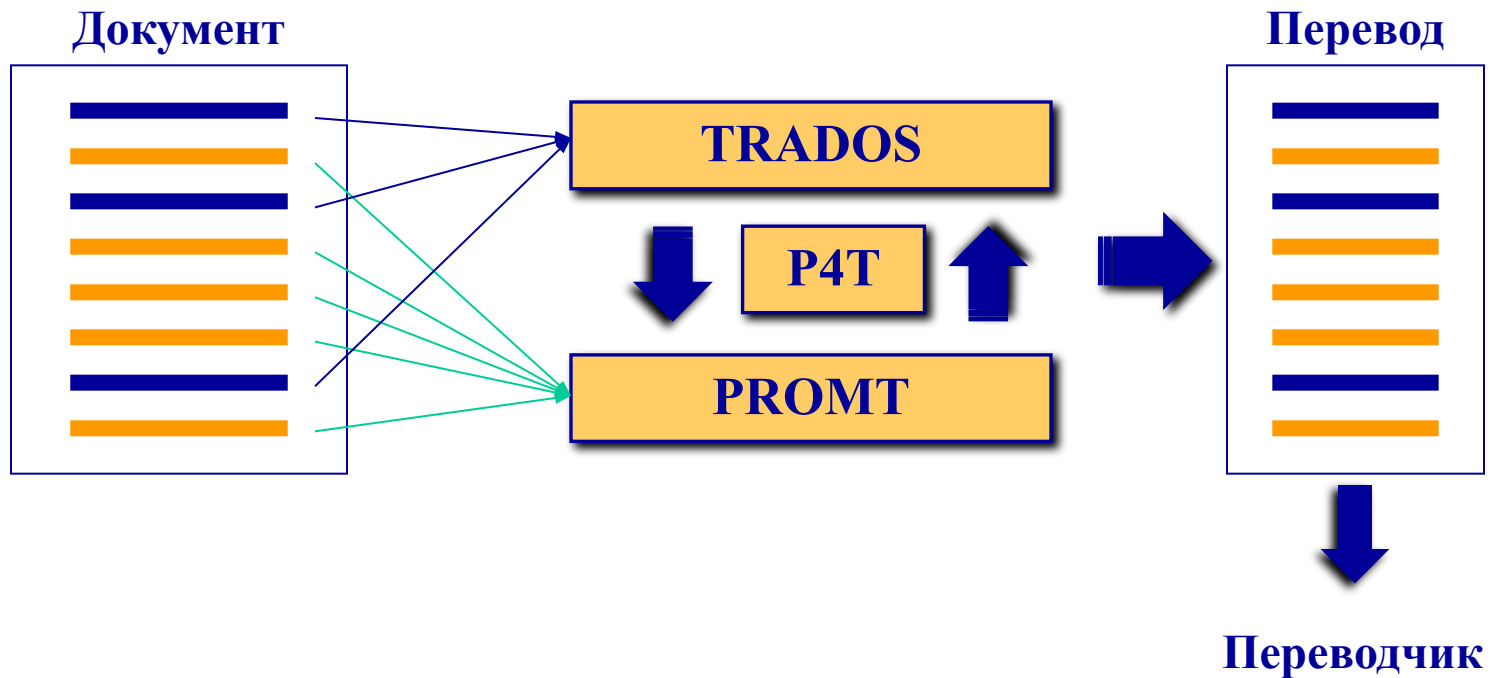 Документ
Перевод
TRADOS
P4T
PROMT
Переводчик